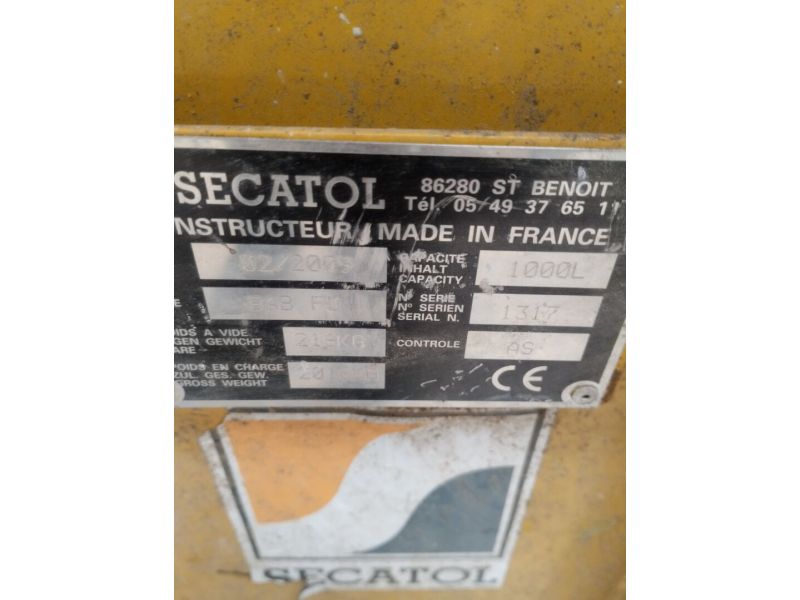 SECATOL
86280 ST BENOIT
Tél. 05 49 37 65 11
NSTRUCTEUR / MADE IN FRANCE
CAPACITE
INHALT
CAPACITY
1000L
N° SERIE
N° SERIEN
SERIAL N.
1317
OIDS A VIDE
GEN GEWICHT
ARE
CONTROLE
AS
POIDS EN CHARGE
ZUL. GES. GEW.
GROSS WEIGHT
CE
SECATOL